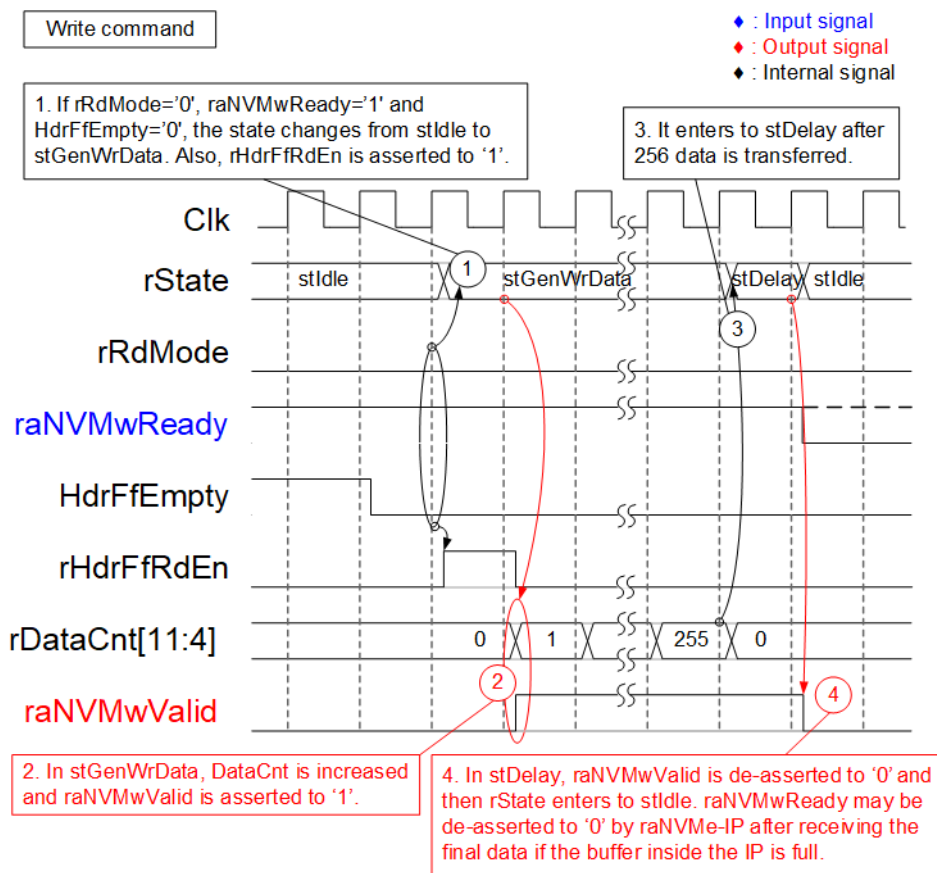 Write command
♦ : Input signal
♦ : Output signal
♦ : Internal signal
1. If rRdMode='0', raNVMwReady='1' and
HdrFfEmpty='0', the state changes from stIdle to
stGenWrData. Also, rHdrFfRdEn is asserted to '1'.
3. It enters to stDelay after
256 data is transferred.
Clk
rState
stIdle
1
stGenWrData
stDelay
stIdle
3
rRdMode
raNVMwReady
HdrFfEmpty
rHdrFfRdEn
rDataCnt[11:4]
0
1
255
0
2
4
raNVMwValid
2. In stGenWrData, DataCnt is increased
and raNVMwValid is asserted to '1'.
4. In stDelay, raNVMwValid is de-asserted to '0' and
then rState enters to stIdle. raNVMwReady may be
de-asserted to '0' by raNVMe-IP after receiving the
final data if the buffer inside the IP is full.